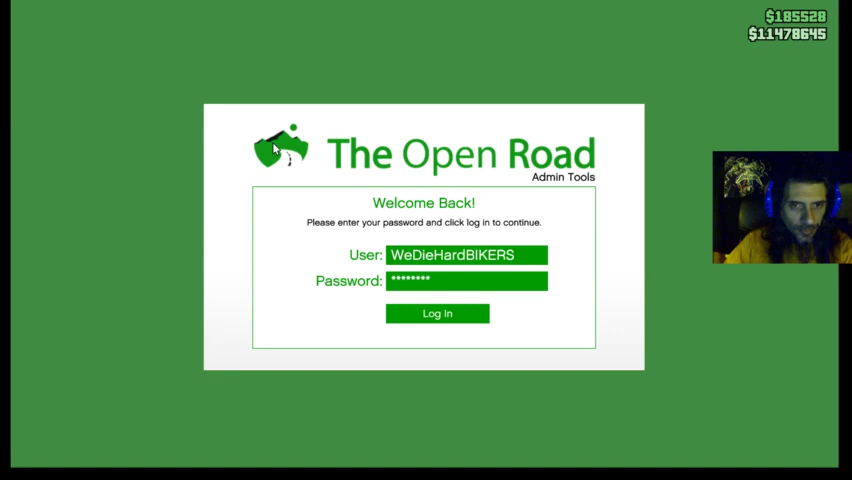 $185528
$11478645
The Open Road
Admin Tools
Welcome Back!
Please enter your password and click log in to continue.
User: WeDieHardBIKERS
Password: ********
Log In